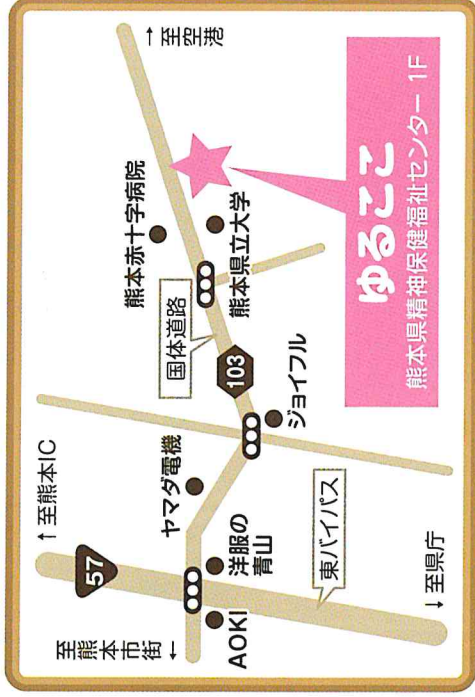 ↑至熊本IC
57
至熊本市街
←
AOKI
洋服の
青山
ヤマダ電機
東バイパス
↓至県庁
103
国体道路
ジョイフル
熊本赤十字病院
熊本県立大学
→至空港
ゆるここ
熊本県精神保健福祉センター 1F